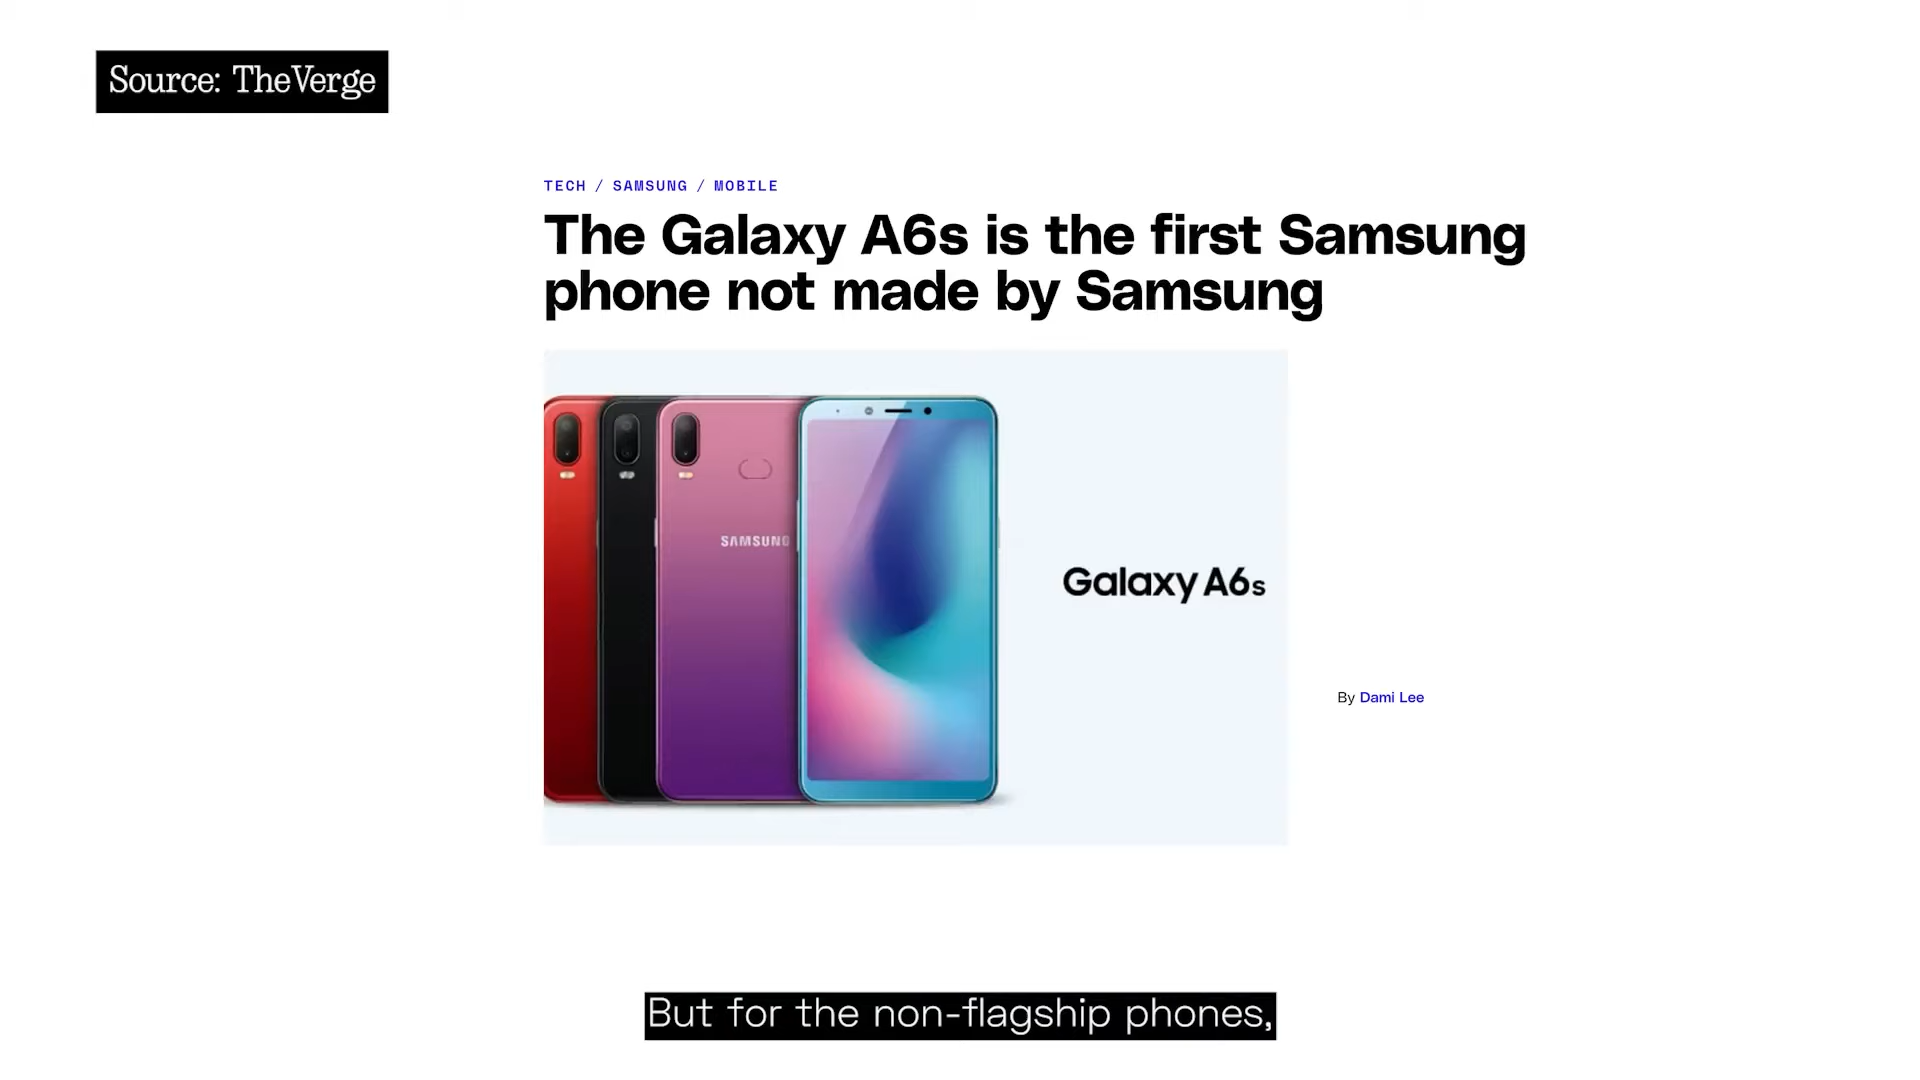 Source: TheVerge
TECH / SAMSUNG / MOBILE
The Galaxy A6s is the first Samsung
phone not made by Samsung
SAMSUNG
Galaxy A6s
By Dami Lee
But for the non-flagship phones,